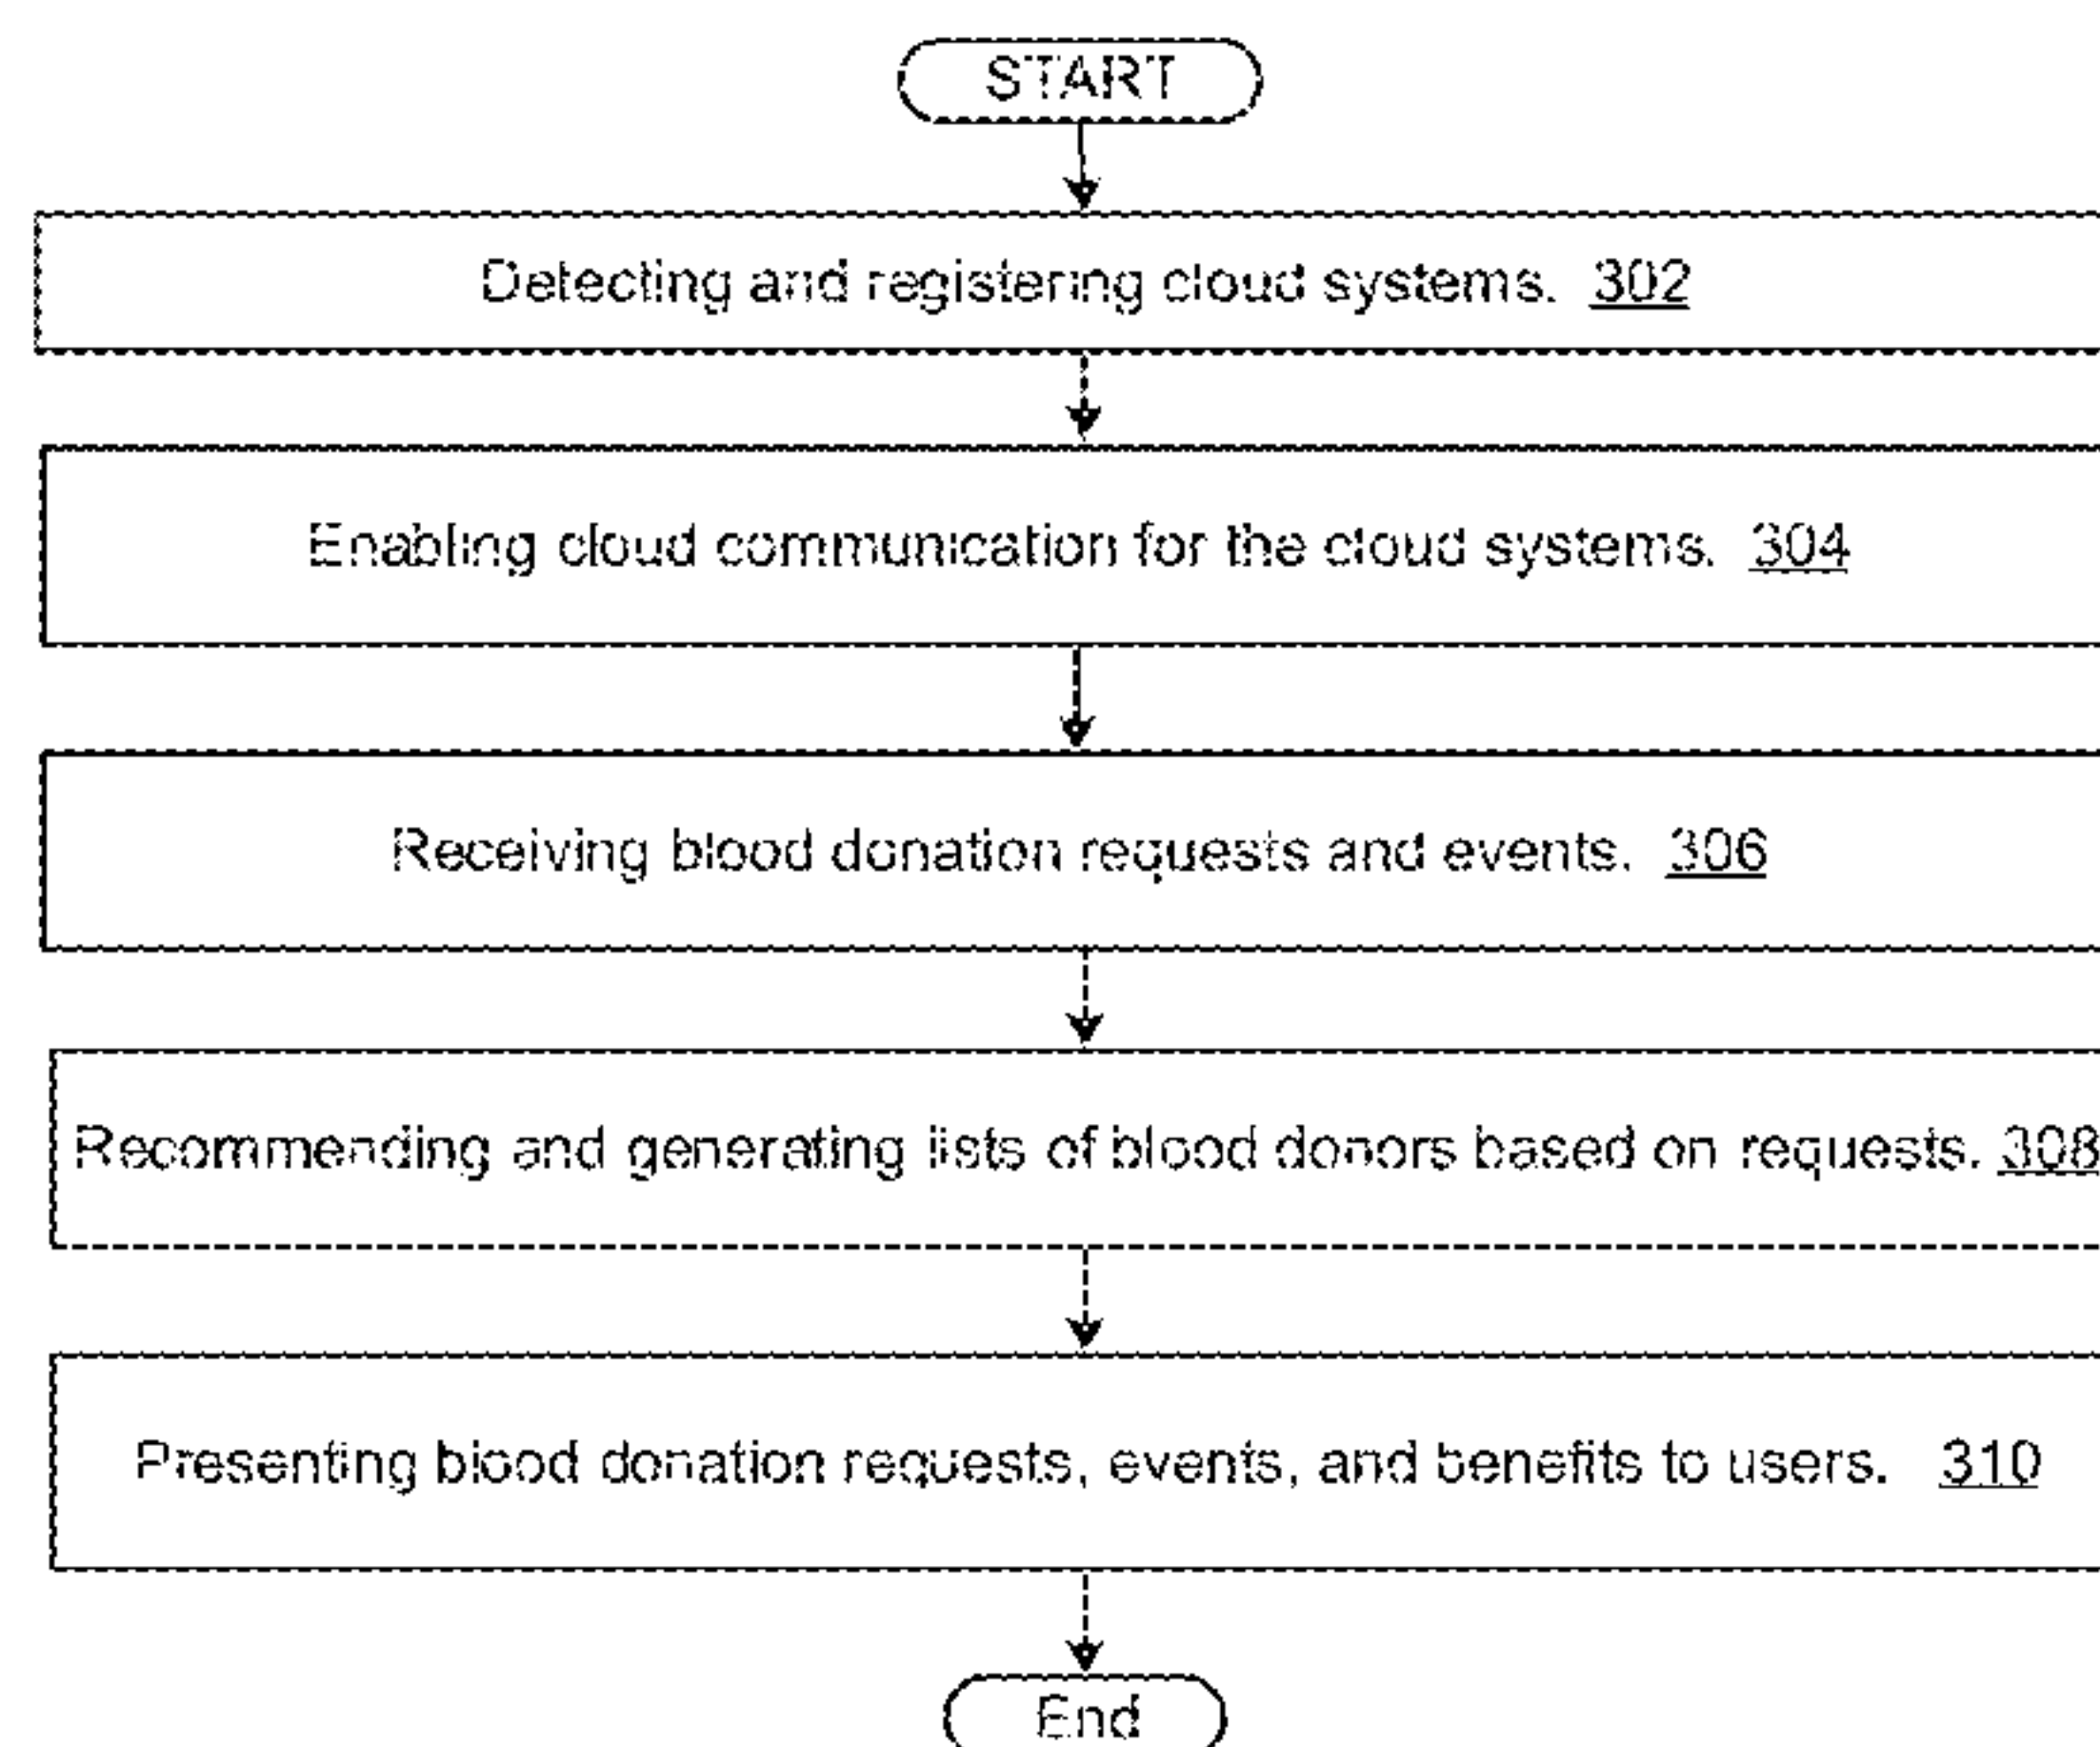 START
Detecting and registering cloud systems. 302
Enabling cloud communication for the cloud systems. 304
Receiving blood donation requests and events. 306
Recommending and generating lists of blood donors based on requests. 308
Presenting blood donation requests, events, and benefits to users. 310
End